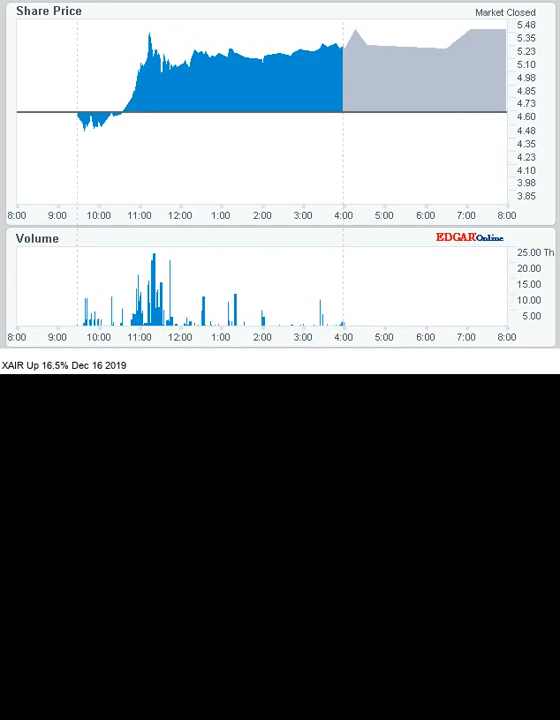 Share Price
Market Closed
5.48
5.35
5.23
5.10
4.98
4.85
4.73
4.60
4.48
4.35
4.23
4.10
3.98
3.85
8:00 9:00 10:00 11:00 12:00 1:00 2:00 3:00 4:00 5:00 6:00 7:00 8:00
Volume
EDGAR Online
25.00 Th
20.00
15.00
10.00
5.00
8:00 9:00 10:00 11:00 12:00 1:00 2:00 3:00 4:00 5:00 6:00 7:00 8:00
XAIR Up 16.5% Dec 16 2019